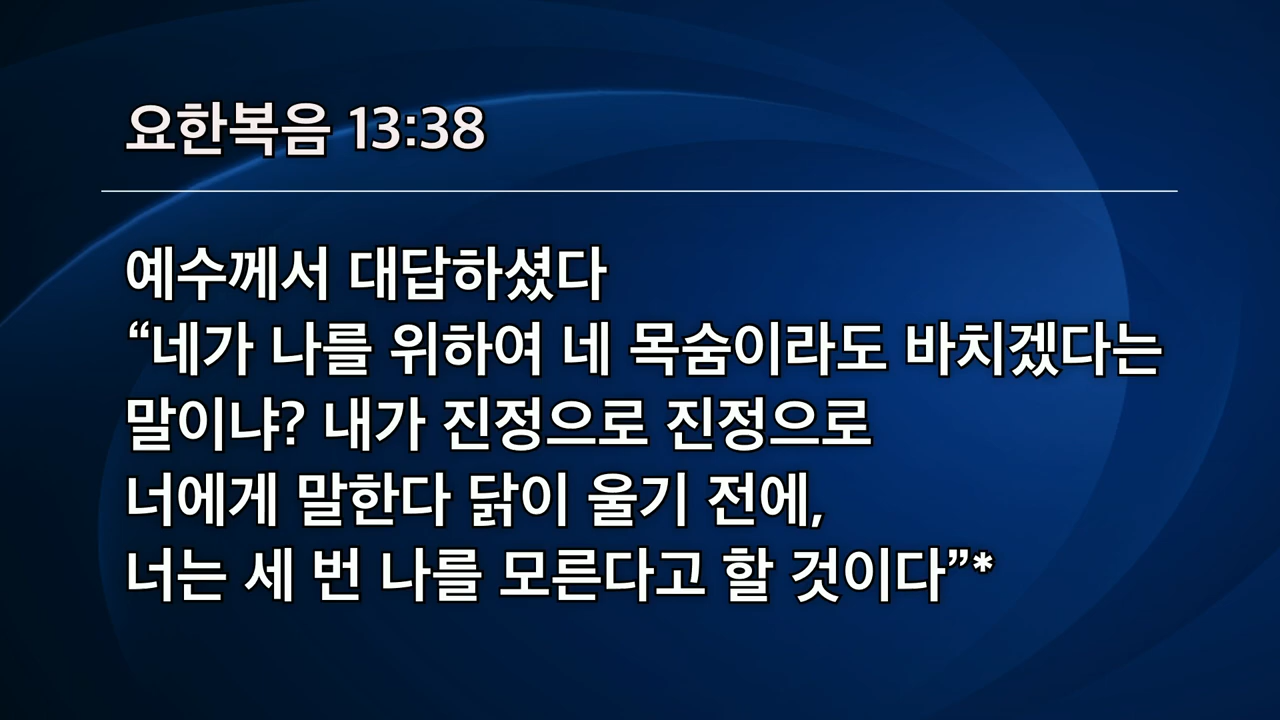 요한복음 13:38
예수께서 대답하셨다
“네가 나를 위하여 네 목숨이라도 바치겠다는
말이냐? 내가 진정으로 진정으로
너에게 말한다 닭이 울기 전에,
너는 세 번 나를 모른다고 할 것이다”*